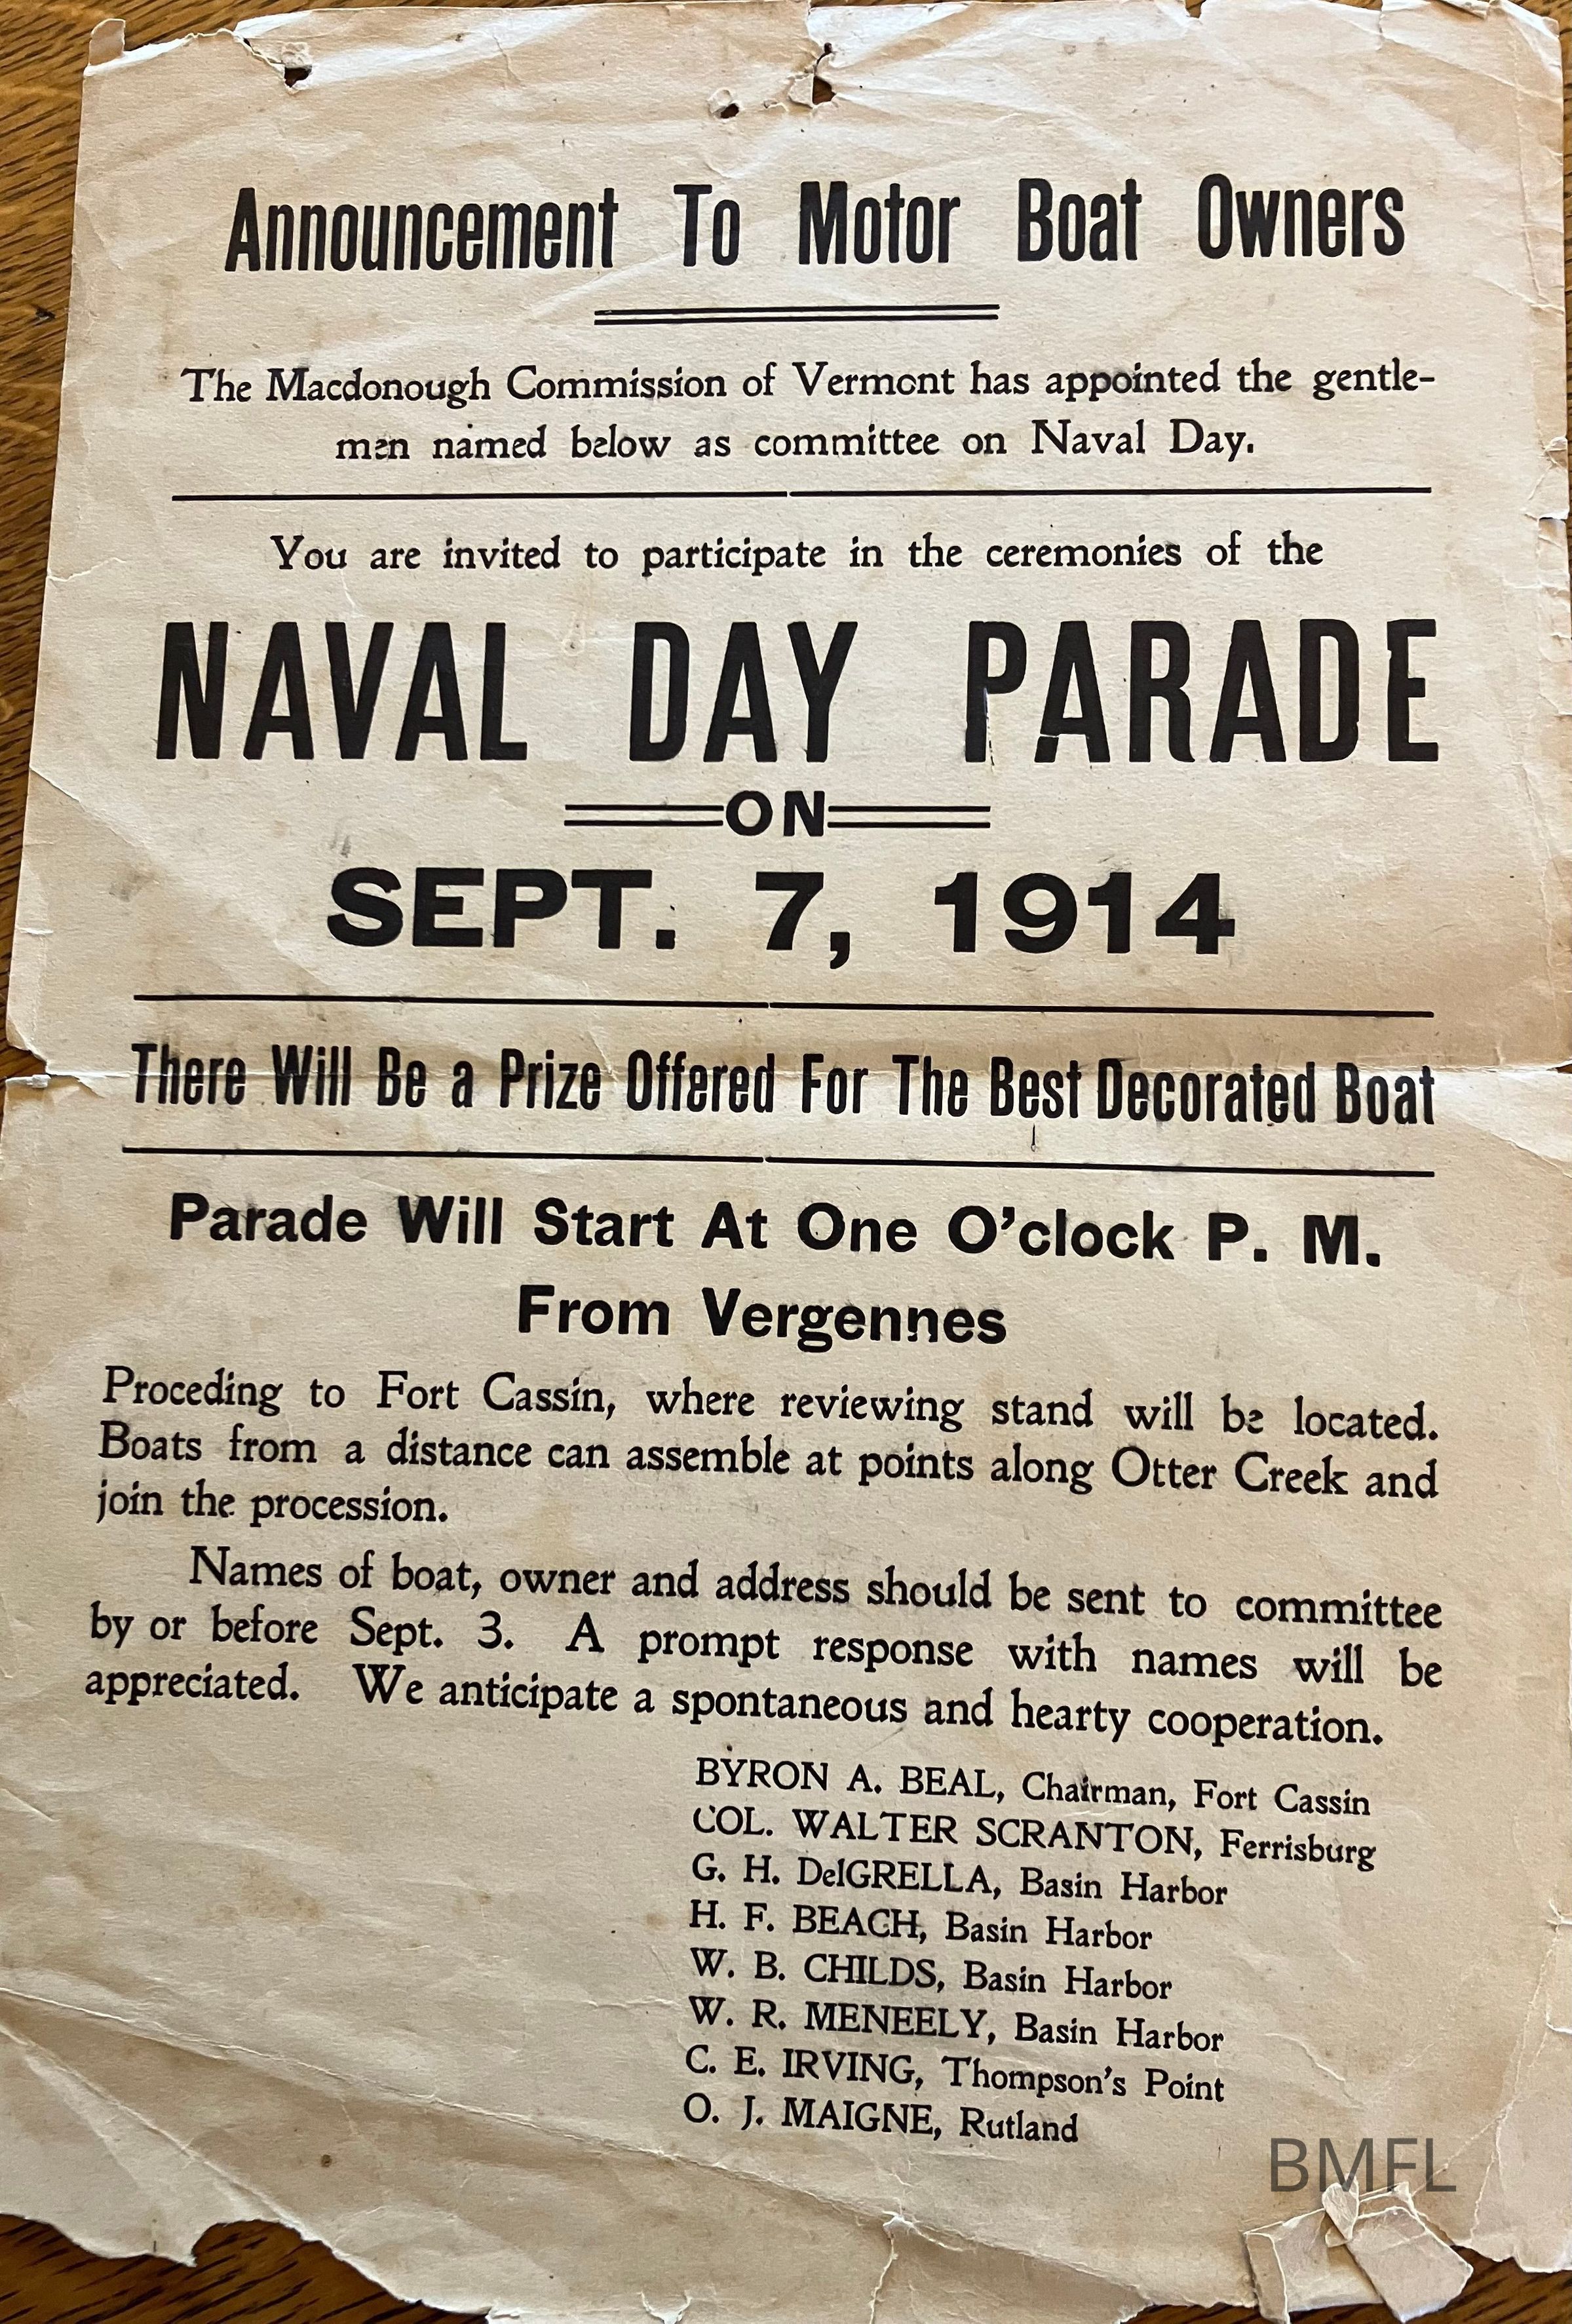 Announcement To Motor Boat Owners
The Macdonough Commission of Vermont has appointed the gentle-
men named below as committee on Naval Day.
You are invited to participate in the ceremonies of the
NAVAL DAY PARADE
ON
SEPT. 7, 1914
There Will Be a Prize Offered For The Best Decorated Boat
Parade Will Start At One O'clock P. M.
From Vergennes
Proceding to Fort Cassin, where reviewing stand will be located.
Boats from a distance can assemble at points along Otter Creek and
join the procession.
Names of boat, owner and address should be sent to committee
by or before Sept. 3. A prompt response with names will be
appreciated. We anticipate a spontaneous and hearty cooperation.
BYRON A. BEAL, Chairman, Fort Cassin
COL. WALTER SCRANTON, Ferrisburg
G. H. DelGRELLA, Basin Harbor
H. F. BEACH, Basin Harbor
W. B. CHILDS, Basin Harbor
W. R. MENEELY, Basin Harbor
C. E. IRVING, Thompson's Point
O. J. MAIGNE, Rutland
BMFL